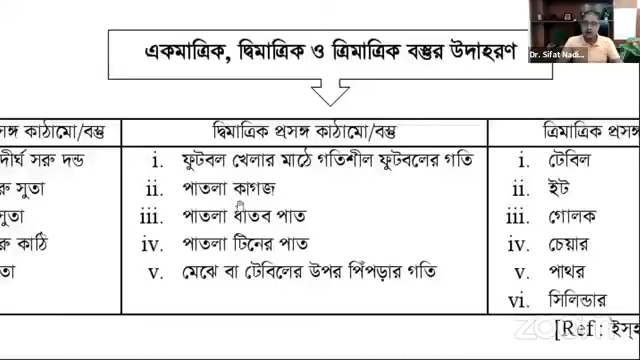 একমাত্রিক, দ্বিমাত্রিক ও ত্রিমাত্রিক বস্তুর উদাহরণ
Dr. Sifat Nadi...
সঙ্গ কাঠামো/বস্তু
দীর্ঘ সরু দন্ড
রু সুতা
সুতা
রু কাঠি
তা
দ্বিমাত্রিক প্রসঙ্গ কাঠামো/বস্তু
i. ফুটবল খেলার মাঠে গতিশীল ফুটবলের গতি
ii. পাতলা কাগজ
iii. পাতলা ধাতব পাত
iv. পাতলা টিনের পাত
v. মেঝে বা টেবিলের উপর পিঁপড়ার গতি
ত্রিমাত্রিক প্রসঙ্গ
i. টেবিল
ii. ইট
iii. গোলক
iv. চেয়ার
v. পাথর
vi. সিলিন্ডার
[Ref : ইস্হ
zoom